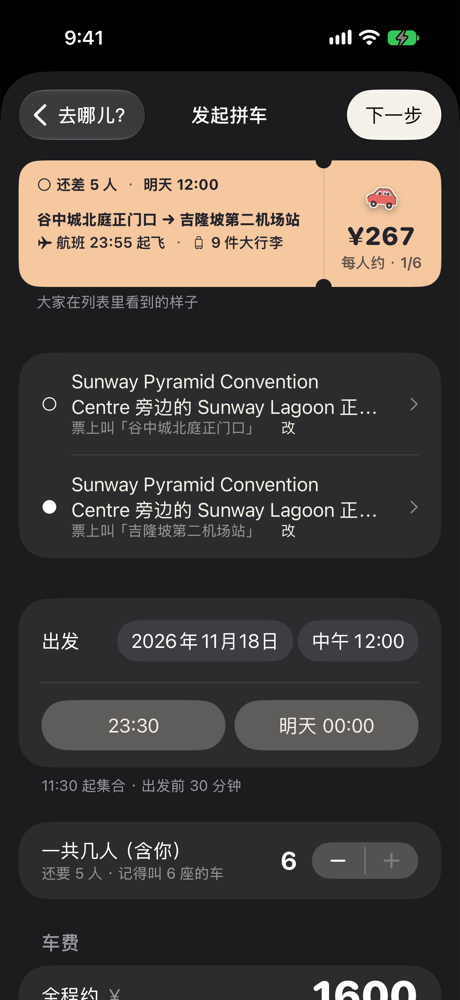 9:41
去哪儿?
发起拼车
下一步
还差 5 人 · 明天 12:00
谷中城北庭正门口 → 吉隆坡第二机场站
航班 23:55 起飞 · 9 件大行李
¥267
每人约 · 1/6
大家在列表里看到的样子
Sunway Pyramid Convention
Centre 旁边的 Sunway Lagoon 正…
票上叫「谷中城北庭正门口」 改
Sunway Pyramid Convention
Centre 旁边的 Sunway Lagoon 正…
票上叫「吉隆坡第二机场站」 改
出发
2026年11月18日
中午 12:00
23:30
明天 00:00
11:30 起集合 · 出发前 30 分钟
一共几人（含你）
还要 5 人 · 记得叫 6 座的车
6
车费
全程约 ¥
1600